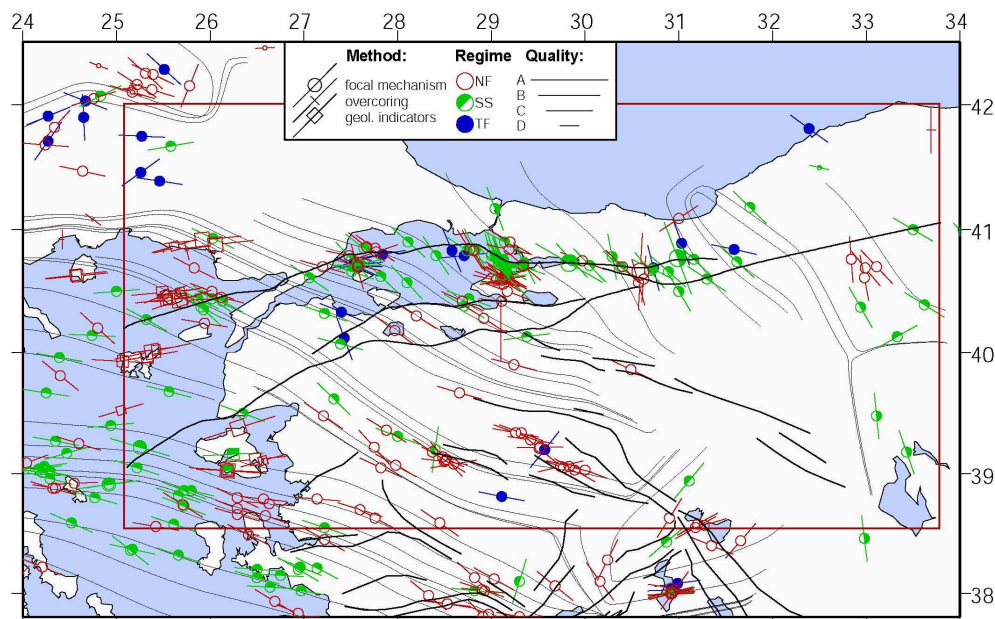 24 25 26 27 28 29 30 31 32 33 34
Method: Regime Quality:
focal mechanism NF A
overcoring SS B
geol. indicators TF C
D
42
41
40
39
38